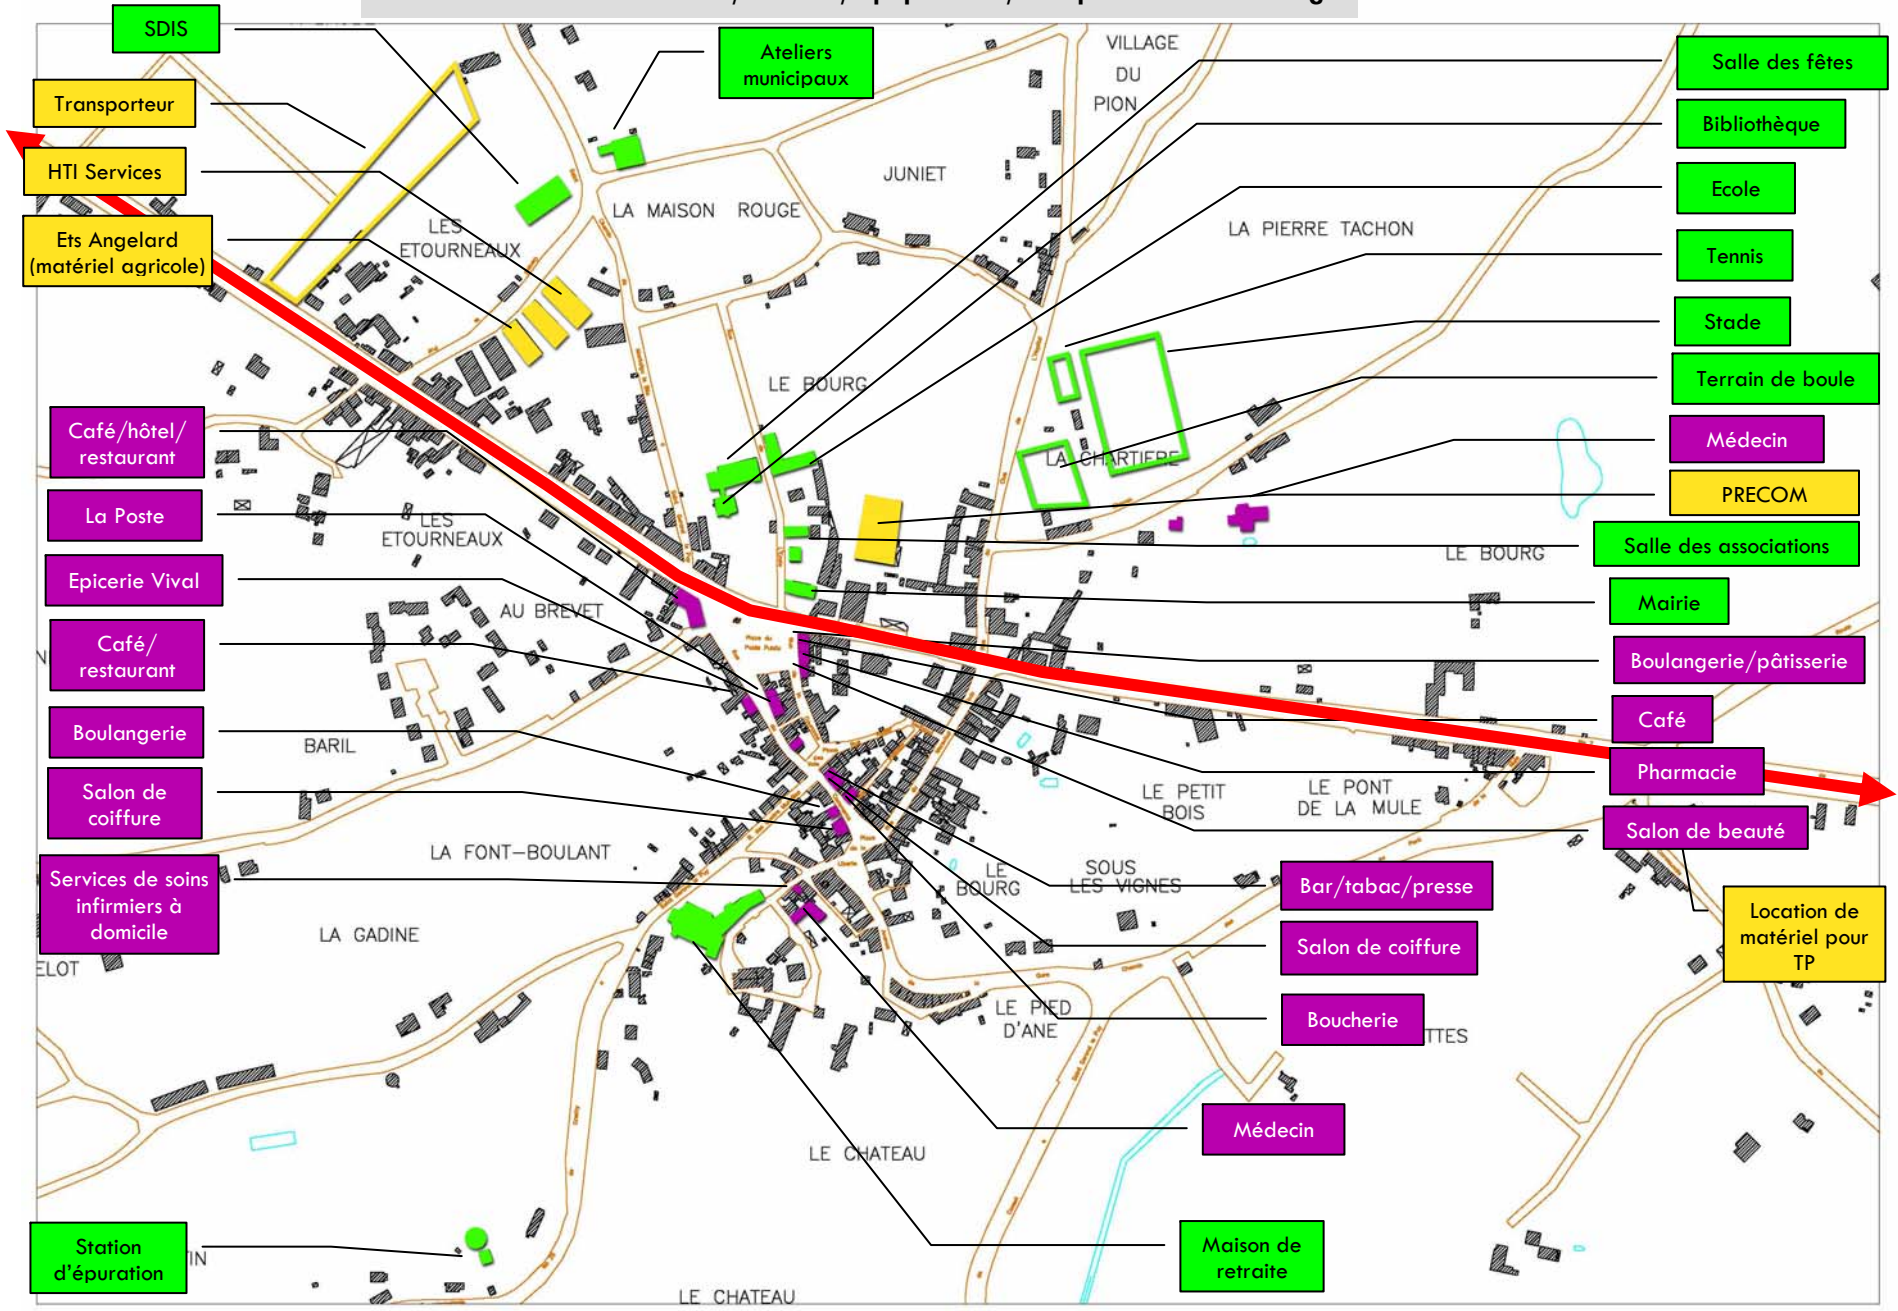 SDIS
Ateliers
municipaux
VILLAGE
DU
PION
Salle des fêtes
Transporteur
Bibliothèque
HTI Services
JUNIET
Ecole
LA MAISON ROUGE
LES
ETOURNEAUX
LA PIERRE TACHON
Ets Angelard
(matériel agricole)
Tennis
Stade
LE BOURG
Terrain de boule
Café/hôtel/
restaurant
LA CHARTIERE
Médecin
PRECOM
La Poste
LES
ETOURNEAUX
LE BOURG
Salle des associations
Epicerie Vival
AU BREVET
Mairie
Place du
Café/
restaurant
Boulangerie/pâtisserie
Boulangerie
BARIL
Café
Pharmacie
Salon de
coiffure
LE PETIT
BOIS
LE PONT
DE LA MULE
Salon de beauté
LA FONT-BOULANT
LE
BOURG
SOUS
LES VIGNES
Services de soins
infirmiers à
domicile
Bar/tabac/presse
Location de
matériel pour
TP
LA GADINE
Salon de coiffure
ELOT
LE PIED
D'ANE
Boucherie
TTES
Médecin
LE CHATEAU
Station
d'épuration
TIN
Maison de
retraite
LE CHATEAU